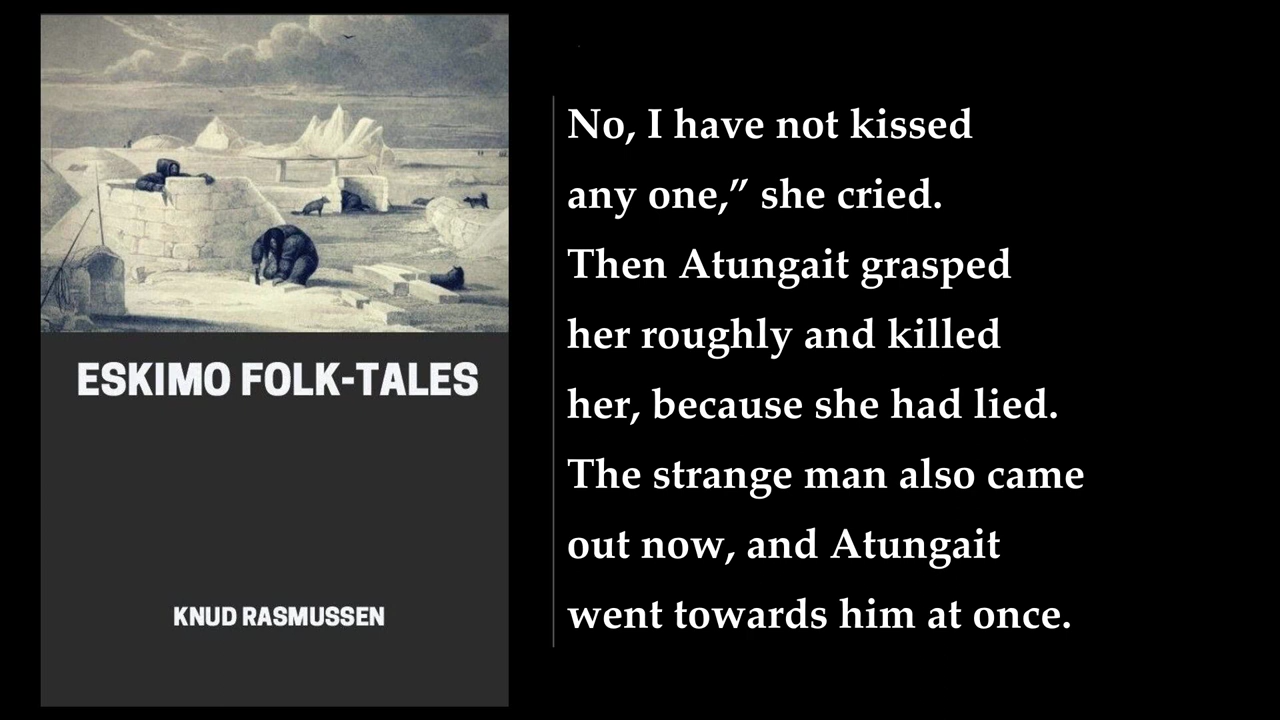 ESKIMO FOLK-TALES
KNUD RASMUSSEN
No, I have not kissed
any one,” she cried.
Then Atungait grasped
her roughly and killed
her, because she had lied.
The strange man also came
out now, and Atungait
went towards him at once.